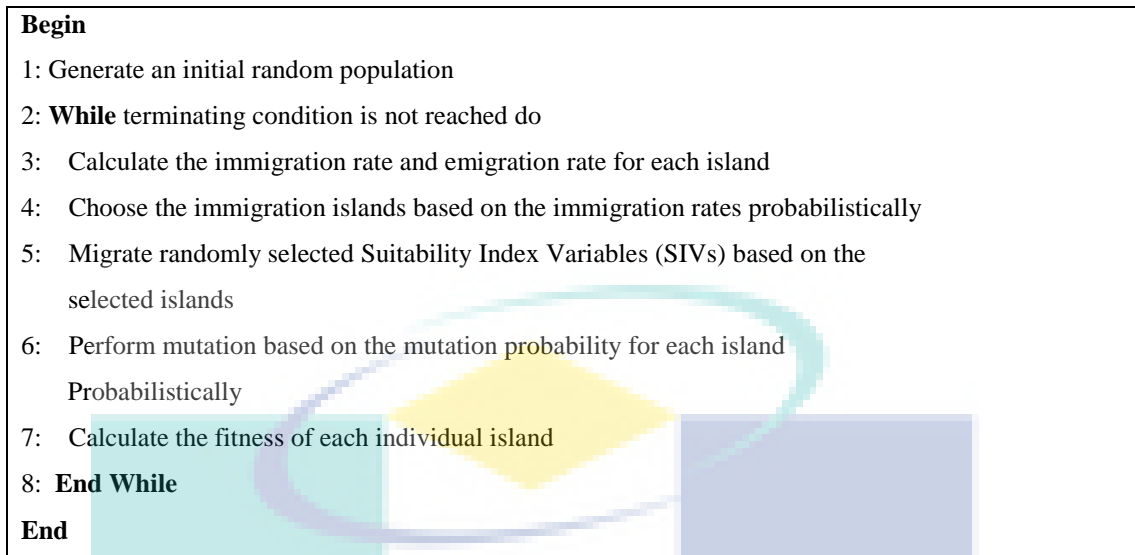 Begin
1: Generate an initial random population
2: While terminating condition is not reached do
3: Calculate the immigration rate and emigration rate for each island
4: Choose the immigration islands based on the immigration rates probabilistically
5: Migrate randomly selected Suitability Index Variables (SIVs) based on the
selected islands
6: Perform mutation based on the mutation probability for each island
Probabilistically
7: Calculate the fitness of each individual island
8: End While
End